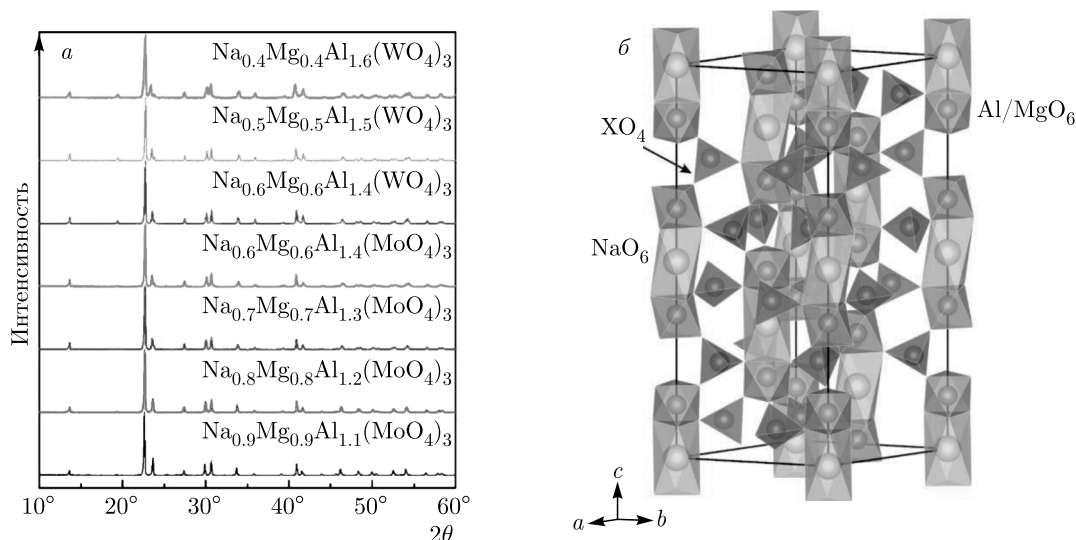 а
Na₀.₄Mg₀.₄Al₁.₆(WO₄)₃
Na₀.₅Mg₀.₅Al₁.₅(WO₄)₃
Na₀.₆Mg₀.₆Al₁.₄(WO₄)₃
Na₀.₆Mg₀.₆Al₁.₄(MoO₄)₃
Na₀.₇Mg₀.₇Al₁.₃(MoO₄)₃
Na₀.₈Mg₀.₈Al₁.₂(MoO₄)₃
Na₀.₉Mg₀.₉Al₁.₁(MoO₄)₃
Интенсивность
10° 20° 30° 40° 50° 60°
2θ
б
Al/MgO₆
XO₄
NaO₆
c
a b